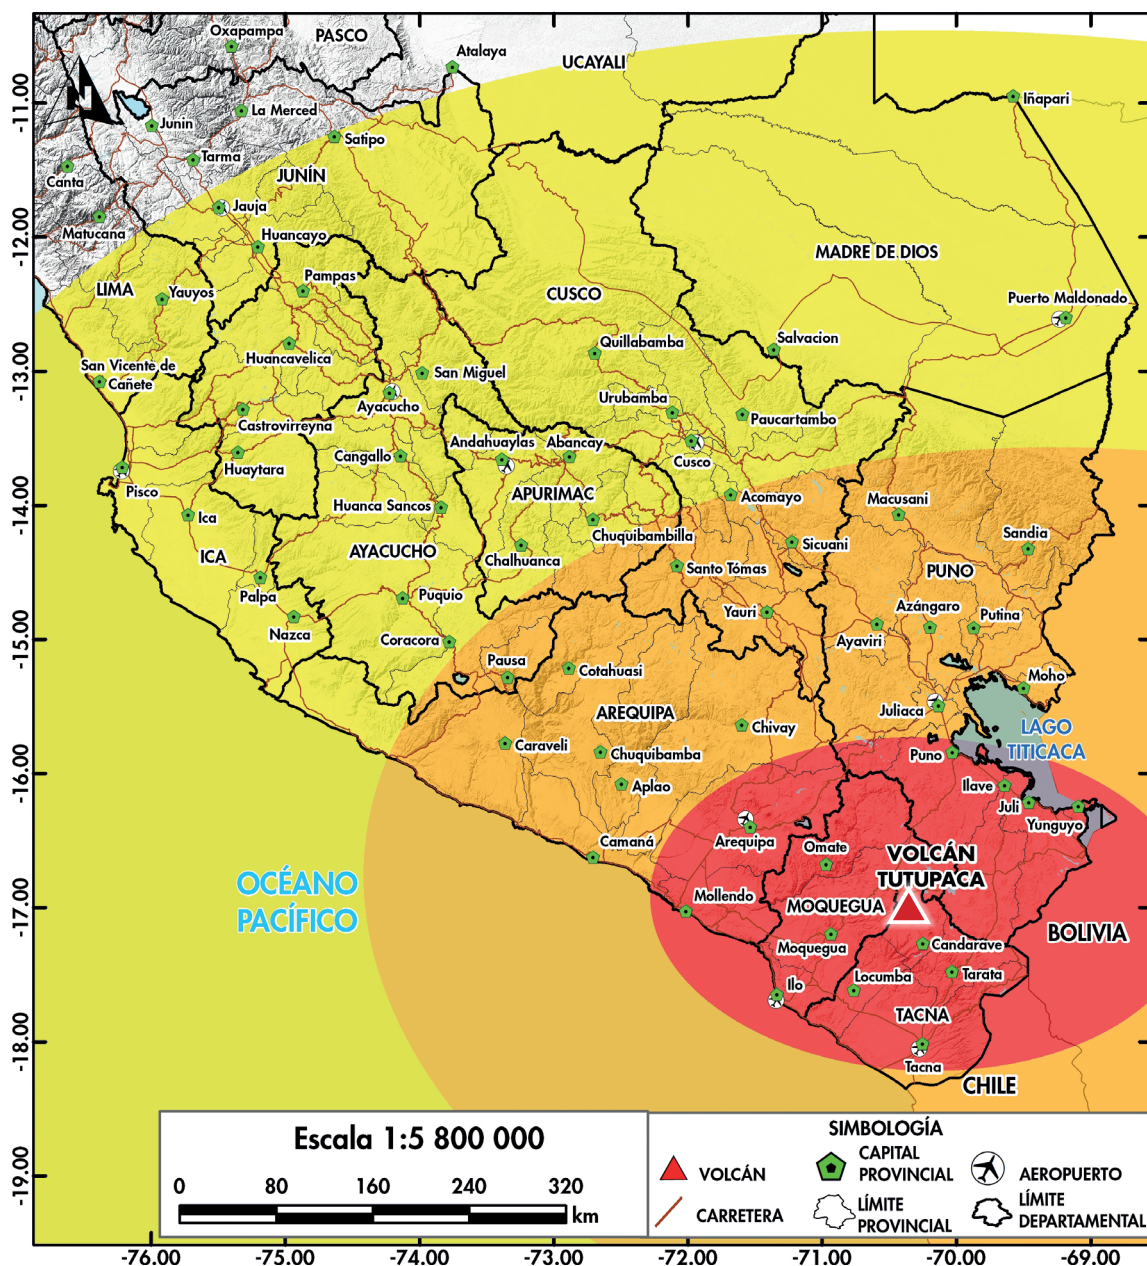 Oxapampa
PASCO
Atalaya
UCAYALI
-11.00
N
La Merced
Iñapari
Junin
Satipo
Tarma
Canta
JUNÍN
Jauja
Matucana
-12.00
Huancayo
MADRE DE DIOS
Pampas
LIMA
Yauyos
CUSCO
Puerto Maldonado
Quillabamba
Salvacion
Huancavelica
-13.00
San Vicente de
Cañete
San Miguel
Urubamba
Ayacucho
Castrovirreyna
Paucartambo
Andahuaylas
Abancay
Cangallo
Cusco
Huaytara
Pisco
APURIMAC
Acomayo
Macusani
-14.00
Huanca Sancos
Ica
Chuquibambilla
Sandia
Sicuani
ICA
AYACUCHO
Chalhuanca
Santo Tómas
PUNO
Palpa
Puquio
Yauri
Azángaro
Putina
Nazca
Ayaviri
-15.00
Coracora
Pausa
Cotahuasi
Moho
Juliaca
AREQUIPA
Chivay
LAGO
TITICACA
Caraveli
Chuquibamba
Puno
-16.00
Aplao
Ilave
Juli
Yunguyo
Camaná
Arequipa
Omate
VOLCÁN
TUTUPACA
OCÉANO
PACÍFICO
Mollendo
MOQUEGUA
-17.00
BOLIVIA
Moquegua
Candarave
Locumba
Tarata
Ilo
TACNA
-18.00
Tacna
CHILE
Escala 1:5 800 000
0 80 160 240 320
km
SIMBOLOGÍA
VOLCÁN
CAPITAL
PROVINCIAL
AEROPUERTO
CARRETERA
LÍMITE
PROVINCIAL
LÍMITE
DEPARTAMENTAL
-19.00
-76.00 -75.00 -74.00 -73.00 -72.00 -71.00 -70.00 -69.00